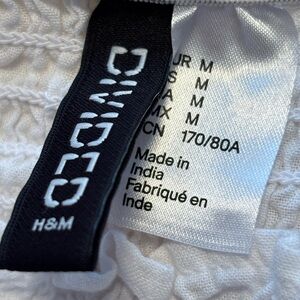 DIVIDED
H&M
UR M
S M
A M
MX M
CN 170/80A
Made in
India
Fabriqué en
Inde